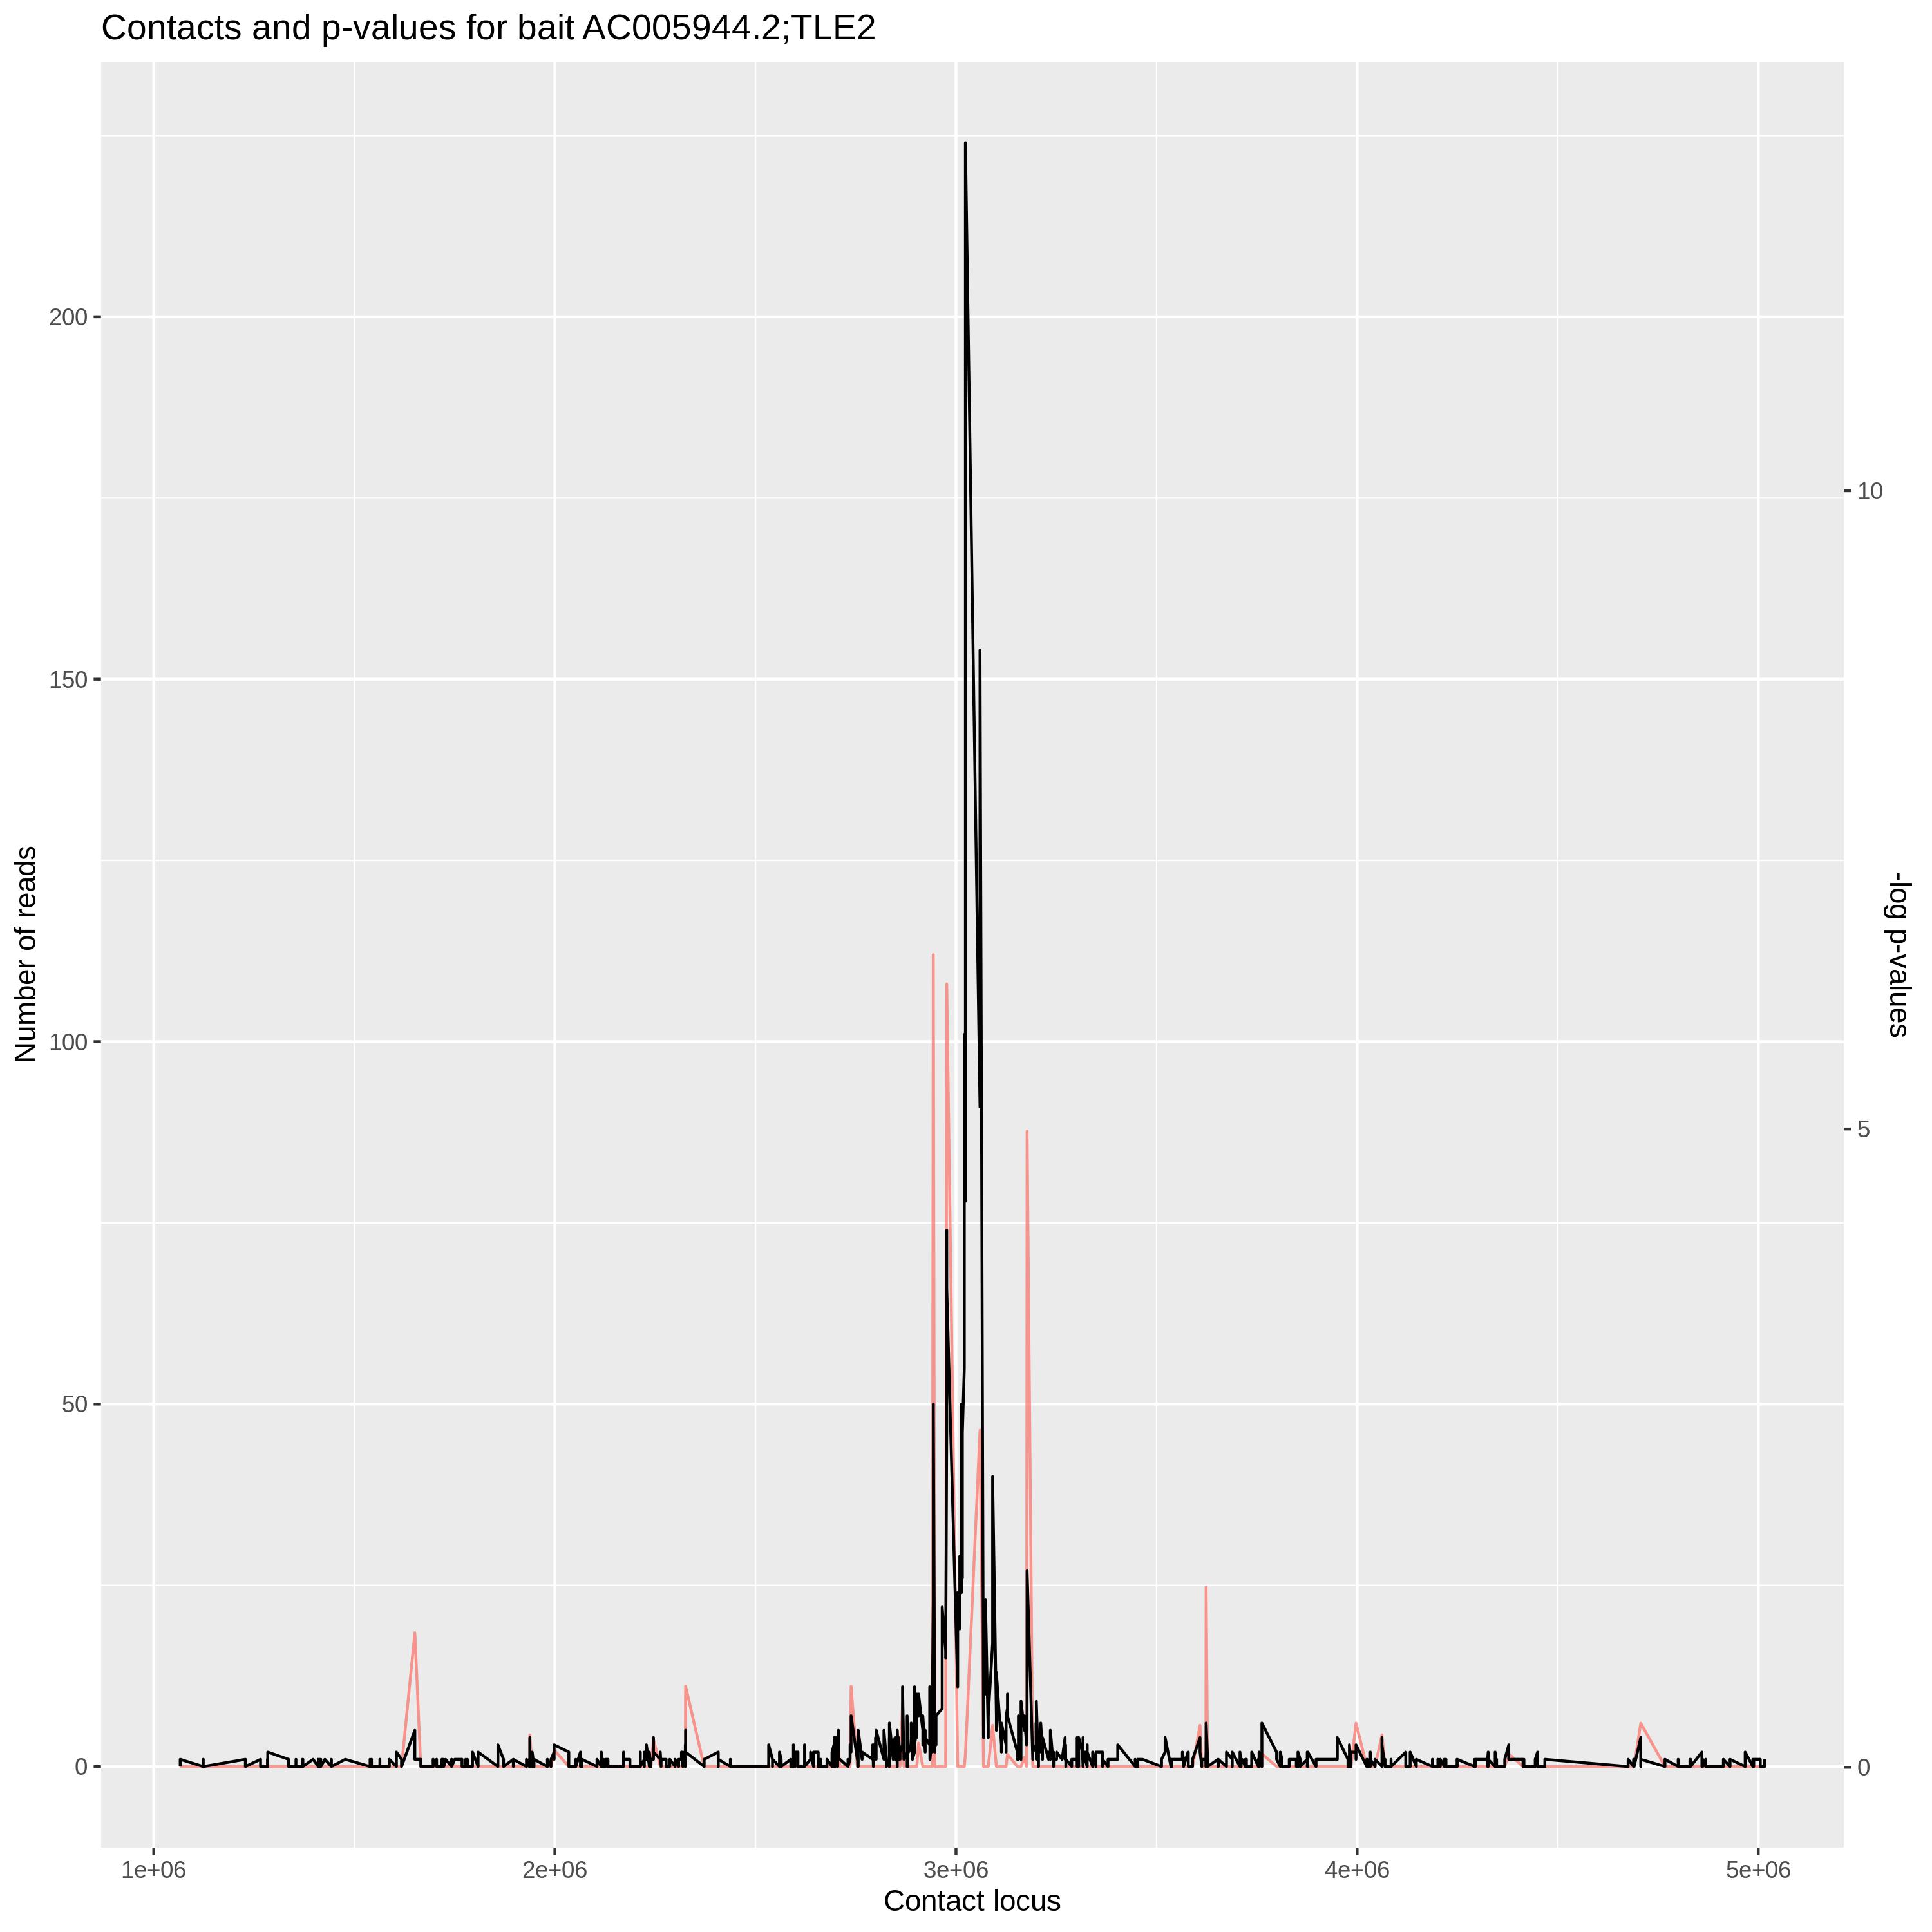 Contacts and p-values for bait AC005944.2;TLE2
200
150
100
50
0
Number of reads
10
5
0
-log p-values
1e+06
2e+06
3e+06
4e+06
5e+06
Contact locus